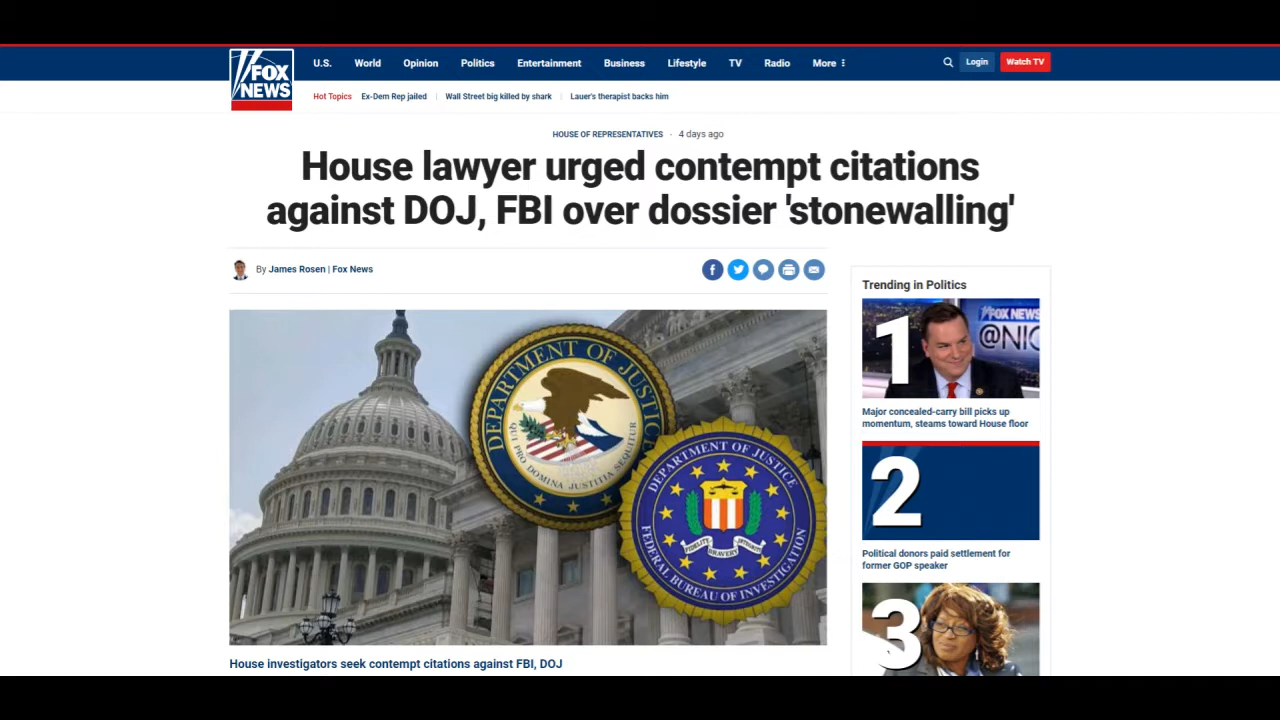 FOX
NEWS
U.S.
World
Opinion
Politics
Entertainment
Business
Lifestyle
TV
Radio
More
Login
Watch TV
Hot Topics
Ex-Dem Rep jailed
Wall Street big killed by shark
Lauer's therapist backs him
HOUSE OF REPRESENTATIVES · 4 days ago
House lawyer urged contempt citations
against DOJ, FBI over dossier 'stonewalling'
By James Rosen | Fox News
DEPARTMENT OF JUSTICE
QUI PRO DOMINA JUSTITIA SEQUITUR
DEPARTMENT OF JUSTICE
FIDELITY BRAVERY INTEGRITY
FEDERAL BUREAU OF INVESTIGATION
House investigators seek contempt citations against FBI, DOJ
Trending in Politics
FOX NEWS
@NIC
1
Major concealed-carry bill picks up
momentum, steams toward House floor
2
Political donors paid settlement for
former GOP speaker
3